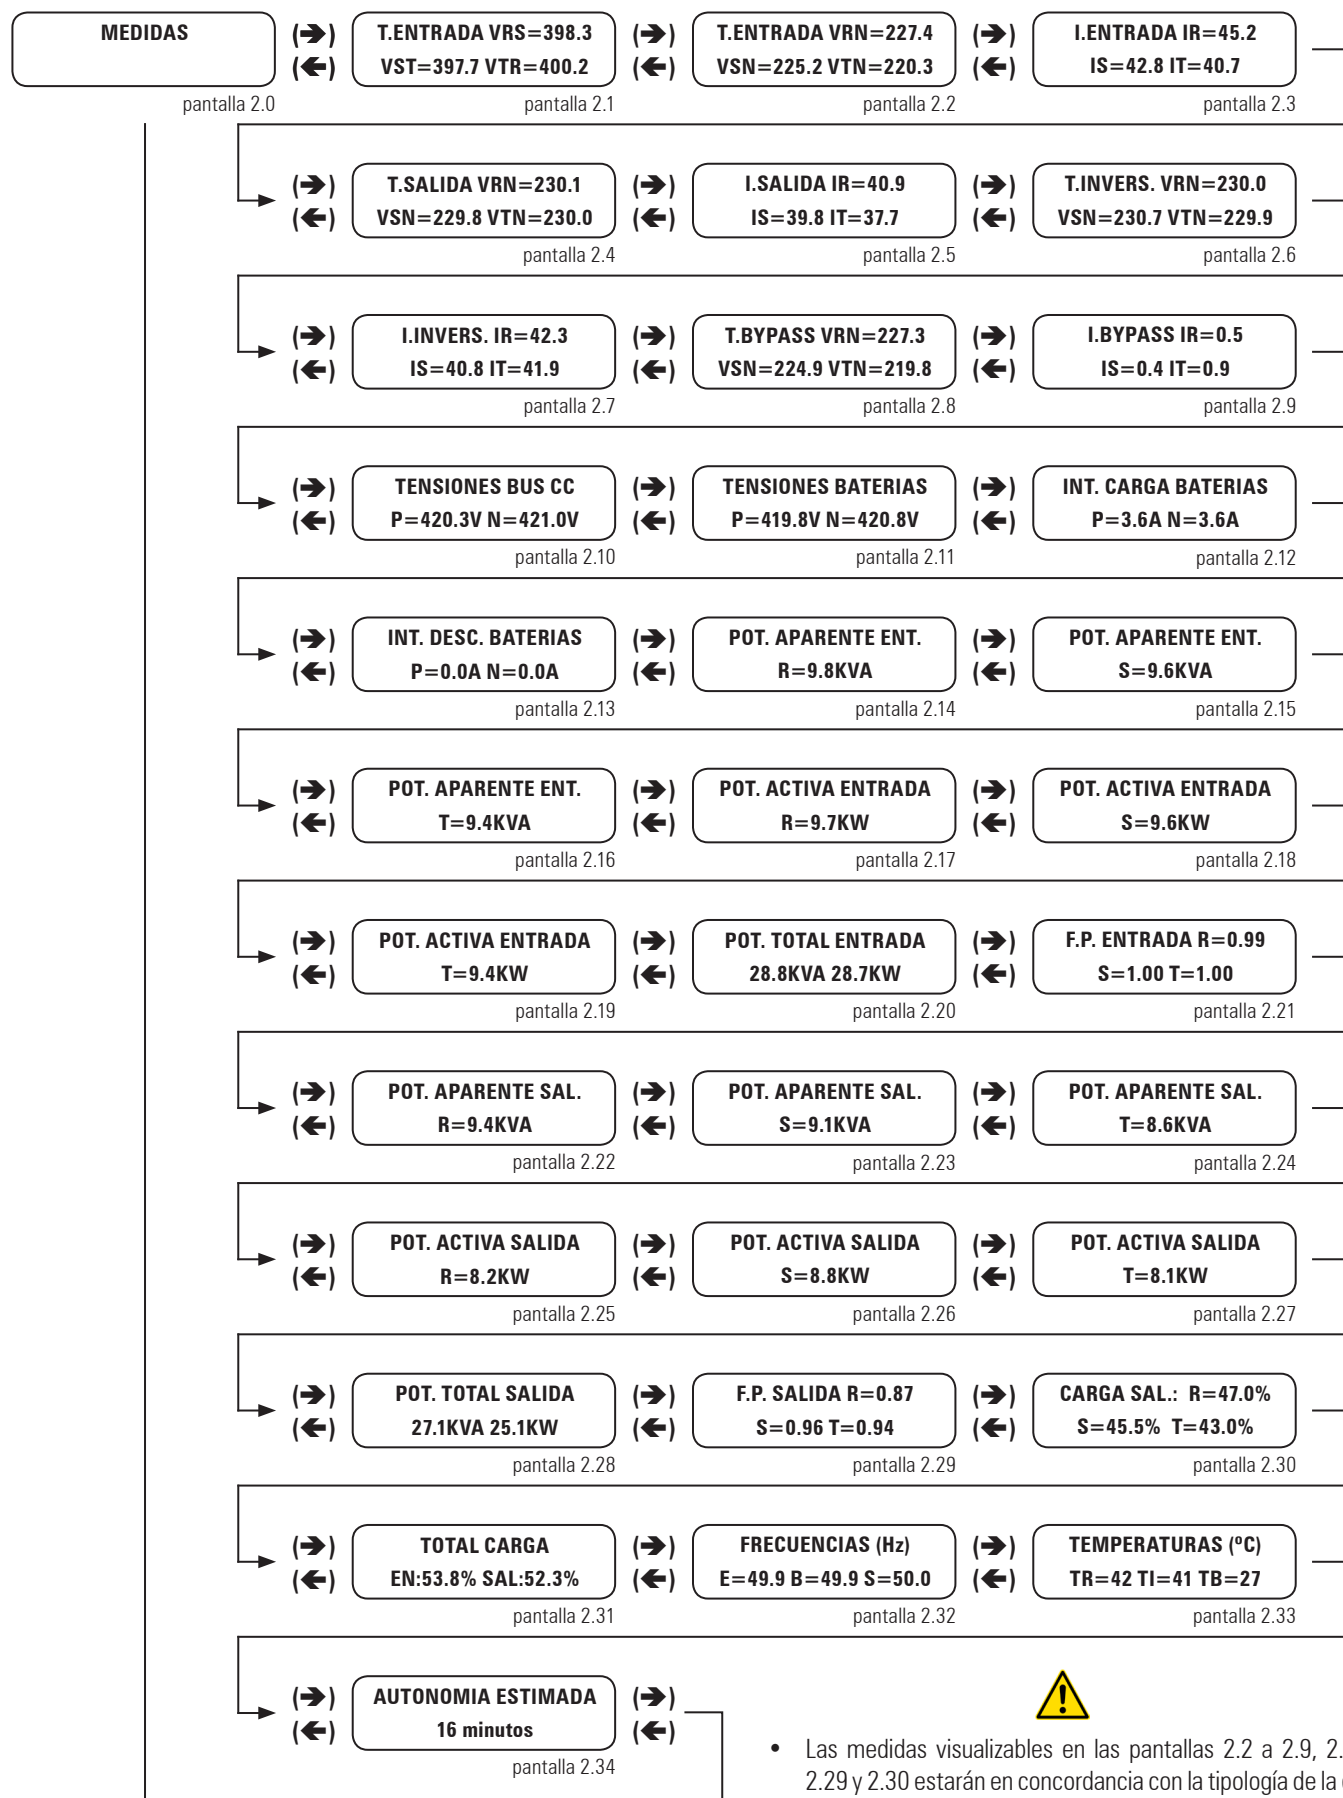 MEDIDAS
pantalla 2.0
T.ENTRADA VRS=398.3
VST=397.7 VTR=400.2
pantalla 2.1
T.ENTRADA VRN=227.4
VSN=225.2 VTN=220.3
pantalla 2.2
I.ENTRADA IR=45.2
IS=42.8 IT=40.7
pantalla 2.3
T.SALIDA VRN=230.1
VSN=229.8 VTN=230.0
pantalla 2.4
I.SALIDA IR=40.9
IS=39.8 IT=37.7
pantalla 2.5
T.INVERS. VRN=230.0
VSN=230.7 VTN=229.9
pantalla 2.6
I.INVERS. IR=42.3
IS=40.8 IT=41.9
pantalla 2.7
T.BYPASS VRN=227.3
VSN=224.9 VTN=219.8
pantalla 2.8
I.BYPASS IR=0.5
IS=0.4 IT=0.9
pantalla 2.9
TENSIONES BUS CC
P=420.3V N=421.0V
pantalla 2.10
TENSIONES BATERIAS
P=419.8V N=420.8V
pantalla 2.11
INT. CARGA BATERIAS
P=3.6A N=3.6A
pantalla 2.12
INT. DESC. BATERIAS
P=0.0A N=0.0A
pantalla 2.13
POT. APARENTE ENT.
R=9.8KVA
pantalla 2.14
POT. APARENTE ENT.
S=9.6KVA
pantalla 2.15
POT. APARENTE ENT.
T=9.4KVA
pantalla 2.16
POT. ACTIVA ENTRADA
R=9.7KW
pantalla 2.17
POT. ACTIVA ENTRADA
S=9.6KW
pantalla 2.18
POT. ACTIVA ENTRADA
T=9.4KW
pantalla 2.19
POT. TOTAL ENTRADA
28.8KVA 28.7KW
pantalla 2.20
F.P. ENTRADA R=0.99
S=1.00 T=1.00
pantalla 2.21
POT. APARENTE SAL.
R=9.4KVA
pantalla 2.22
POT. APARENTE SAL.
S=9.1KVA
pantalla 2.23
POT. APARENTE SAL.
T=8.6KVA
pantalla 2.24
POT. ACTIVA SALIDA
R=8.2KW
pantalla 2.25
POT. ACTIVA SALIDA
S=8.8KW
pantalla 2.26
POT. ACTIVA SALIDA
T=8.1KW
pantalla 2.27
POT. TOTAL SALIDA
27.1KVA 25.1KW
pantalla 2.28
F.P. SALIDA R=0.87
S=0.96 T=0.94
pantalla 2.29
CARGA SAL.: R=47.0%
S=45.5% T=43.0%
pantalla 2.30
TOTAL CARGA
EN:53.8% SAL:52.3%
pantalla 2.31
FRECUENCIAS (Hz)
E=49.9 B=49.9 S=50.0
pantalla 2.32
TEMPERATURAS (ºC)
TR=42 TI=41 TB=27
pantalla 2.33
AUTONOMIA ESTIMADA
16 minutos
pantalla 2.34
• Las medidas visualizables en las pantallas 2.2 a 2.9, 2.
2.29 y 2.30 estarán en concordancia con la tipología de la